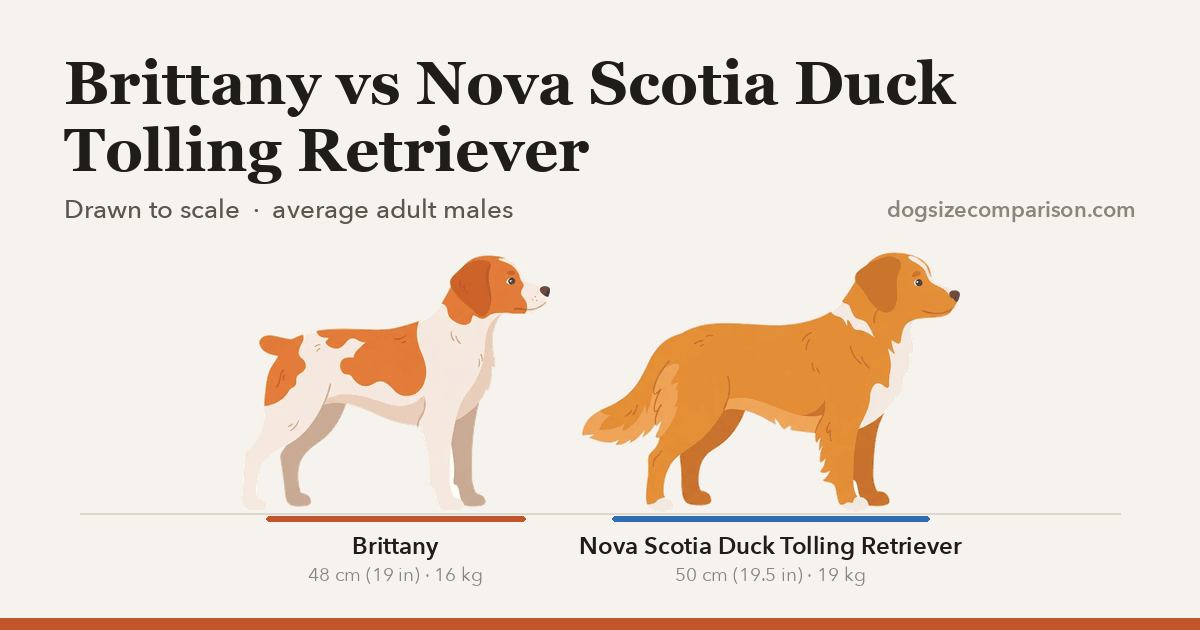 Brittany vs Nova Scotia Duck
Tolling Retriever
Drawn to scale · average adult males
dogsizecomparison.com
Brittany
48 cm (19 in) · 16 kg
Nova Scotia Duck Tolling Retriever
50 cm (19.5 in) · 19 kg